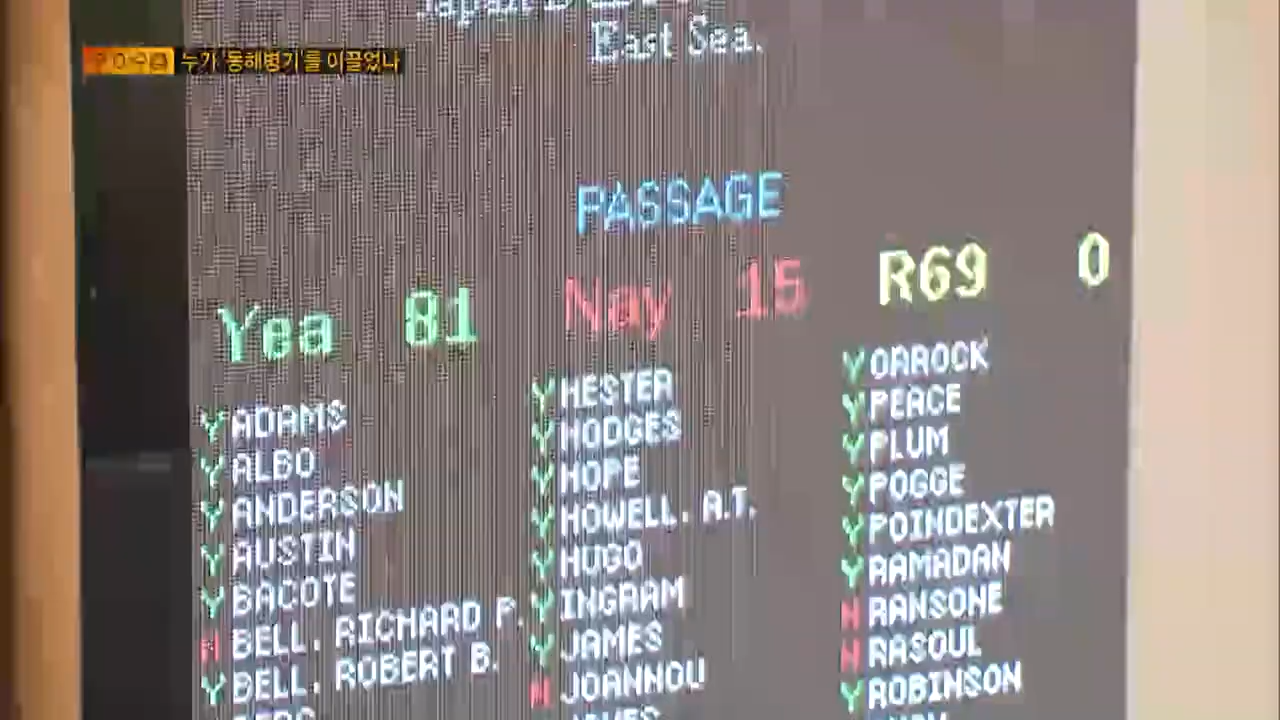 East Sea.
누가 '동해병기'를 이끌었나
PASSAGE
Yea 81 Nay 15 R69 0
Y ADAMS
Y ALBO
Y ANDERSON
Y AUSTIN
Y BACOTE
N BELL, RICHARD P.
Y BELL, ROBERT B.
Y HESTER
Y HODGES
Y HOPE
Y HOWELL, A.T.
Y HUGO
Y INGRAM
Y JAMES
N JOANNOU
Y ORROCK
Y PEACE
Y PLUM
Y POGGE
Y POINDEXTER
Y RAMADAN
N RANSONE
N RASOUL
Y ROBINSON